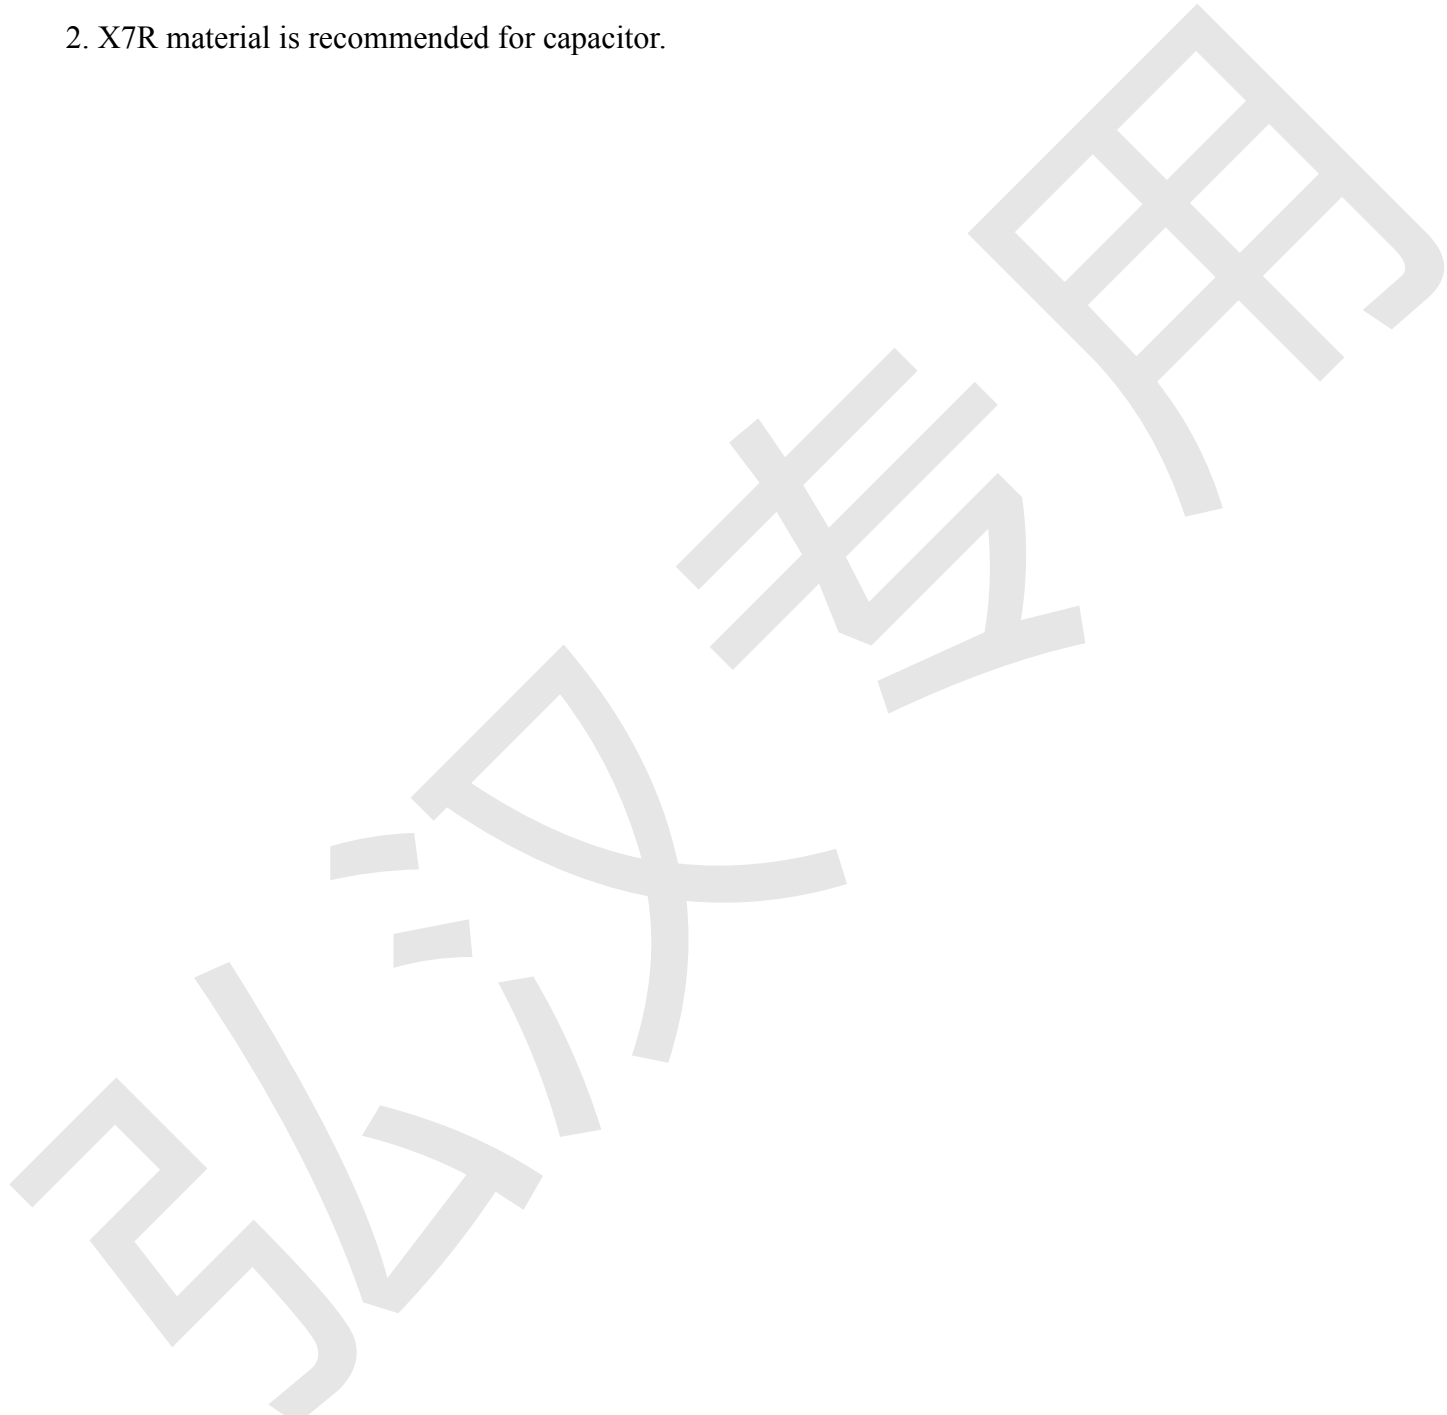 2. X7R material is recommended for capacitor.
弘汉专用